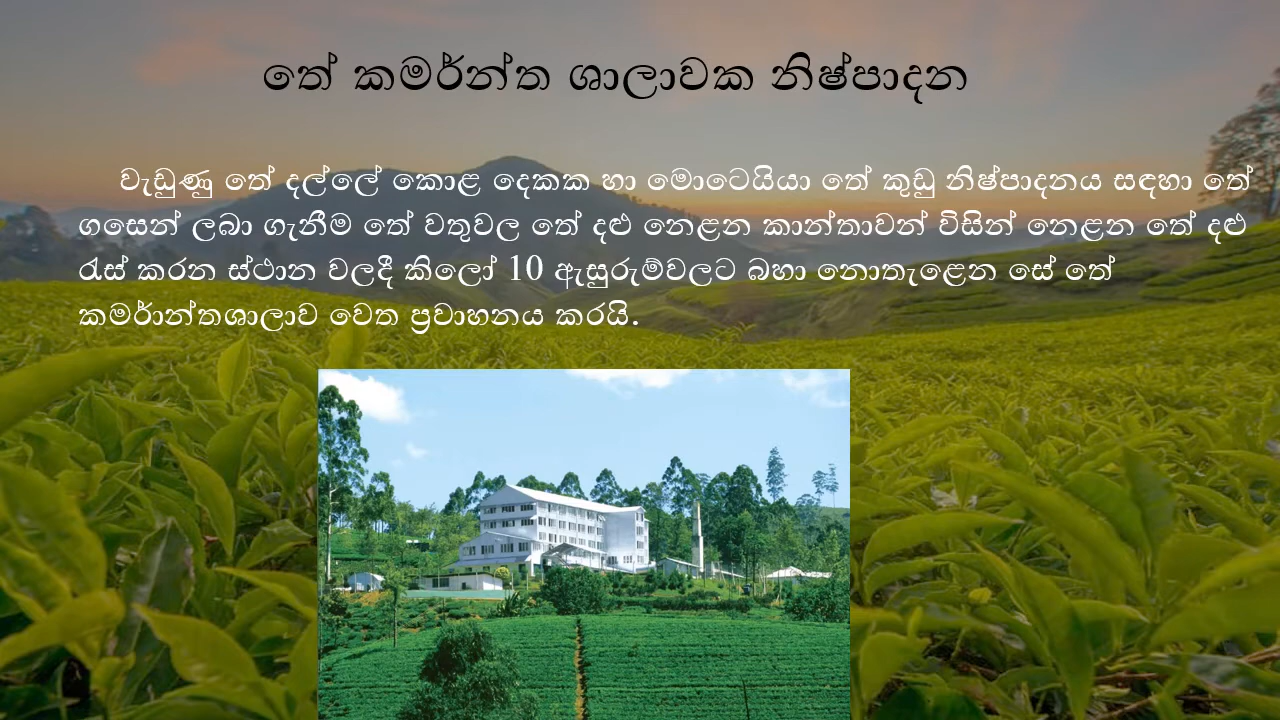 තේ කමර්න්ත ශාලාවක නිෂ්පාදන
වැඩුණු තේ දල්ලේ කොළ දෙකක හා මොටෙයියා තේ කුඩු නිෂ්පාදනය සඳහා තේ
ගසෙන් ලබා ගැනීම තේ වතුවල තේ දළු නෙළන කාන්තාවන් විසින් නෙළන තේ දළු
රැස් කරන ස්ථාන වලදී කිලෝ 10 ඇසුරුම්වලට බහා නොතැළෙන සේ තේ
කමර්ාන්තශාලාව වෙත ප්‍රවාහනය කරයි.